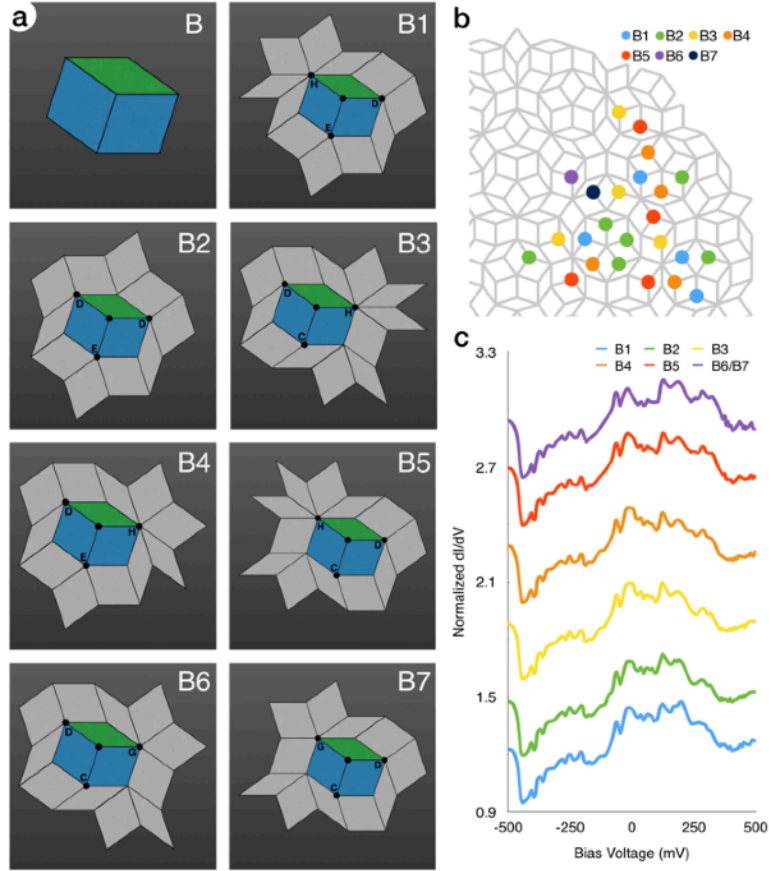 a
B
B1
H
D
E
B2
D
D
E
B3
D
H
C
B4
D
H
E
B5
H
D
C
B6
D
G
C
B7
G
D
C
b
B1 B2 B3 B4
B5 B6 B7
c
B1 B2 B3
B4 B5 B6/B7
3.3
2.7
2.1
1.5
0.9
Normalized dI/dV
-500 -250 0 250 500
Bias Voltage (mV)